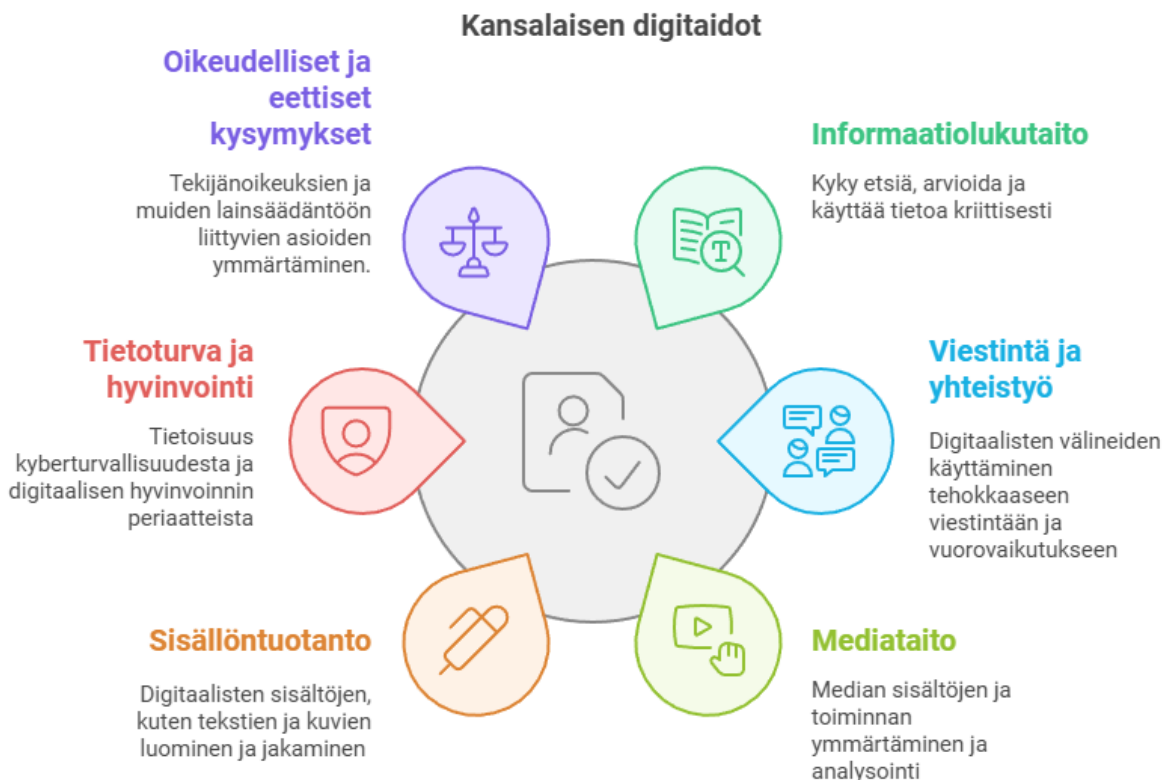 Kansalaisen digitaidot
Oikeudelliset ja
eettiset
kysymykset
Tekijänoikeuksien ja
muiden lainsäädäntöön
liittyvien asioiden
ymmärtäminen.
Informaatiolukutaito
Kyky etsiä, arvioida ja
käyttää tietoa kriittisesti
T
Tietoturva ja
hyvinvointi
Tietoisuus
kyberturvallisuudesta ja
digitaalisen hyvinvoinnin
periaatteista
Viestintä ja
yhteistyö
Digitaalisten välineiden
käyttäminen
tehokkaaseen
viestintään ja
vuorovaikutukseen
Sisällöntuotanto
Digitaalisten sisältöjen,
kuten tekstien ja kuvien
luominen ja jakaminen
Mediataito
Median sisältöjen ja
toiminnan
ymmärtäminen ja
analysointi